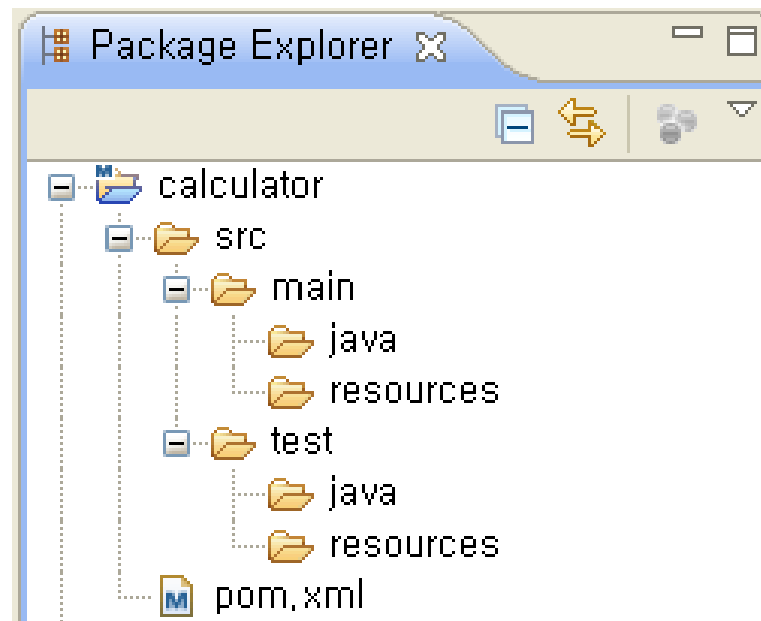 Package Explorer
calculator
src
main
java
resources
test
java
resources
pom.xml